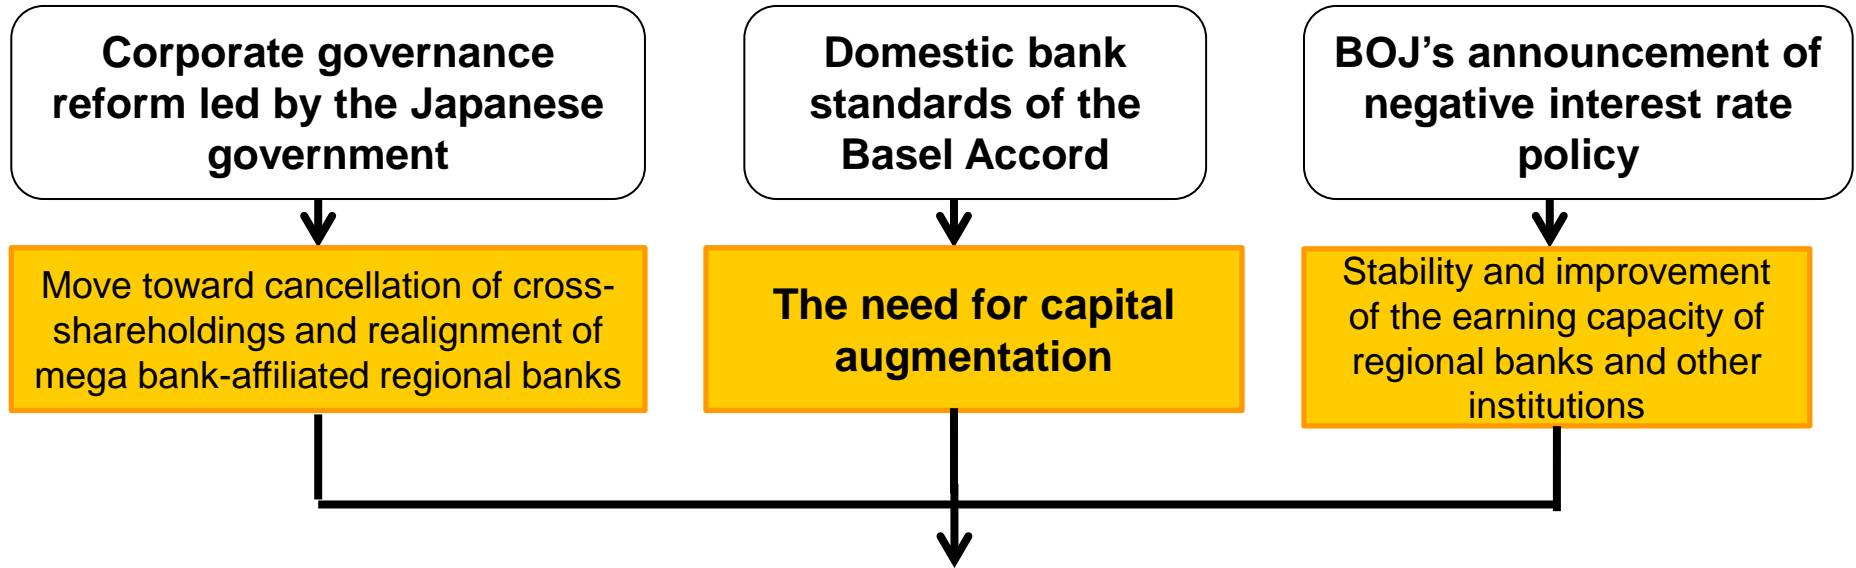 Corporate governance
reform led by the Japanese
government
Domestic bank
standards of the
Basel Accord
BOJ’s announcement of
negative interest rate
policy
Move toward cancellation of cross-
shareholdings and realignment of
mega bank-affiliated regional banks
The need for capital
augmentation
Stability and improvement
of the earning capacity of
regional banks and other
institutions